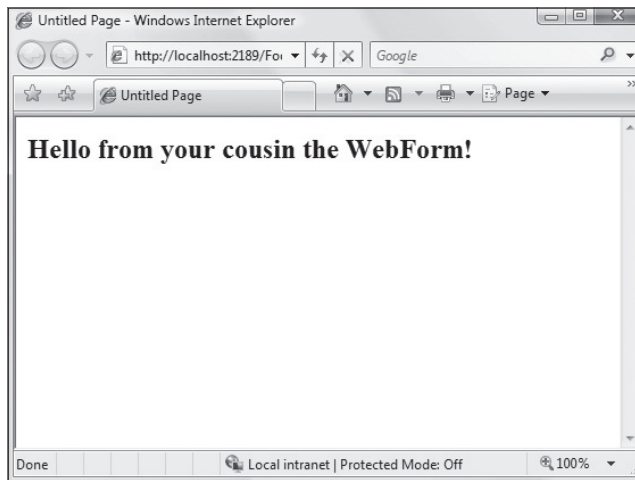 Untitled Page - Windows Internet Explorer
http://localhost:2189/Fo
Google
Untitled Page
Page
Hello from your cousin the WebForm!
Done
Local intranet | Protected Mode: Off
100%